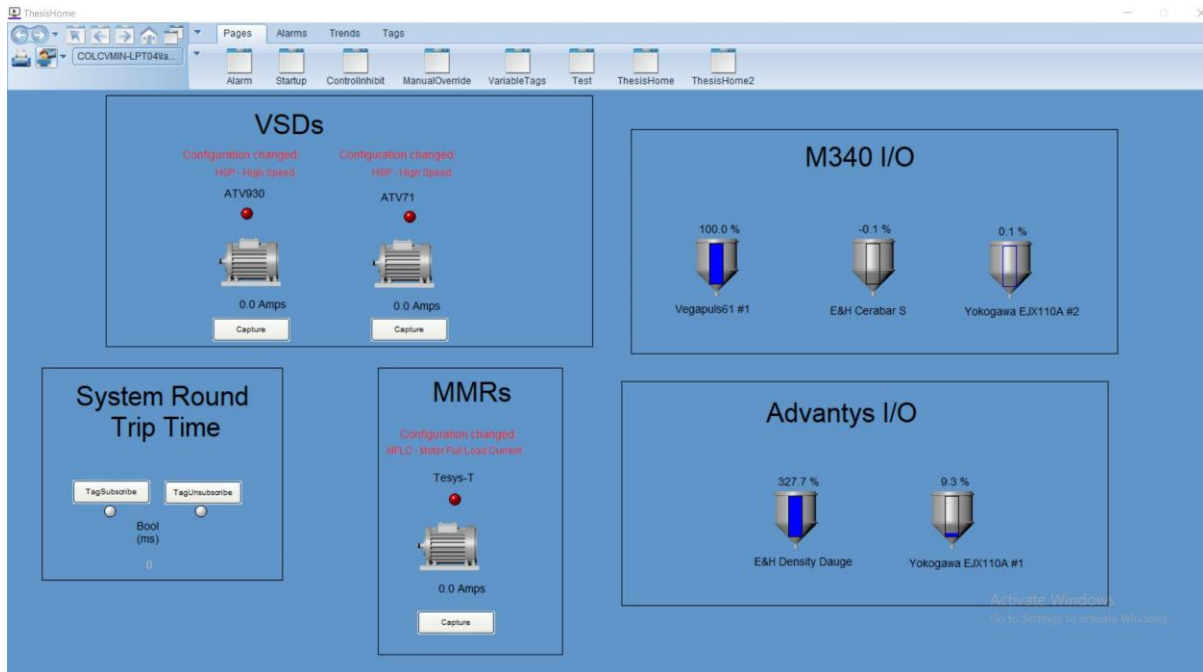 ThesisHome
Pages Alarms Trends Tags
COLCVMIN-LPT04\la...
Alarm Startup ControlInhibit ManualOverride VariableTags Test ThesisHome ThesisHome2
VSDs
Configuration changed: Configuration changed:
HSP - High Speed HSP - High Speed
ATV930 ATV71
0.0 Amps 0.0 Amps
Capture Capture
M340 I/O
100.0 % -0.1 % 0.1 %
Vegapuls61 #1 E&H Cerabar S Yokogawa EJX110A #2
System Round
Trip Time
TagSubscribe TagUnsubscribe
Bool
(ms)
0
MMRs
Configuration changed:
MFLC - Motor Full Load Current
Tesys-T
0.0 Amps
Capture
Advantys I/O
327.7 % 9.3 %
E&H Density Dauge Yokogawa EJX110A #1
Activate Windows
Go to Settings to activate Windows.